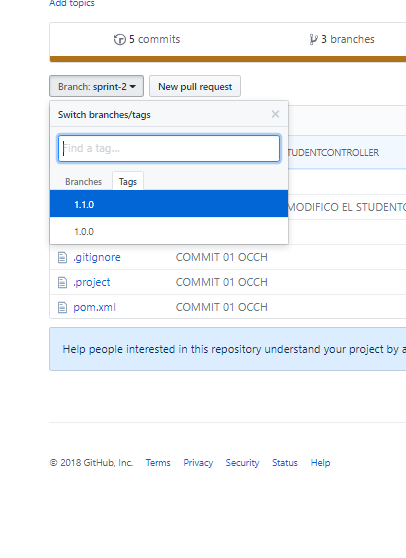 Add topics
5 commits
3 branches
Branch: sprint-2
New pull request
Switch branches/tags
Find a tag...
STUDENTCONTROLLER
Branches
Tags
1.1.0
MODIFICO EL STUDENTC
1.0.0
.gitignore
COMMIT 01 OCCH
.project
COMMIT 01 OCCH
pom.xml
COMMIT 01 OCCH
Help people interested in this repository understand your project by a
© 2018 GitHub, Inc. Terms Privacy Security Status Help